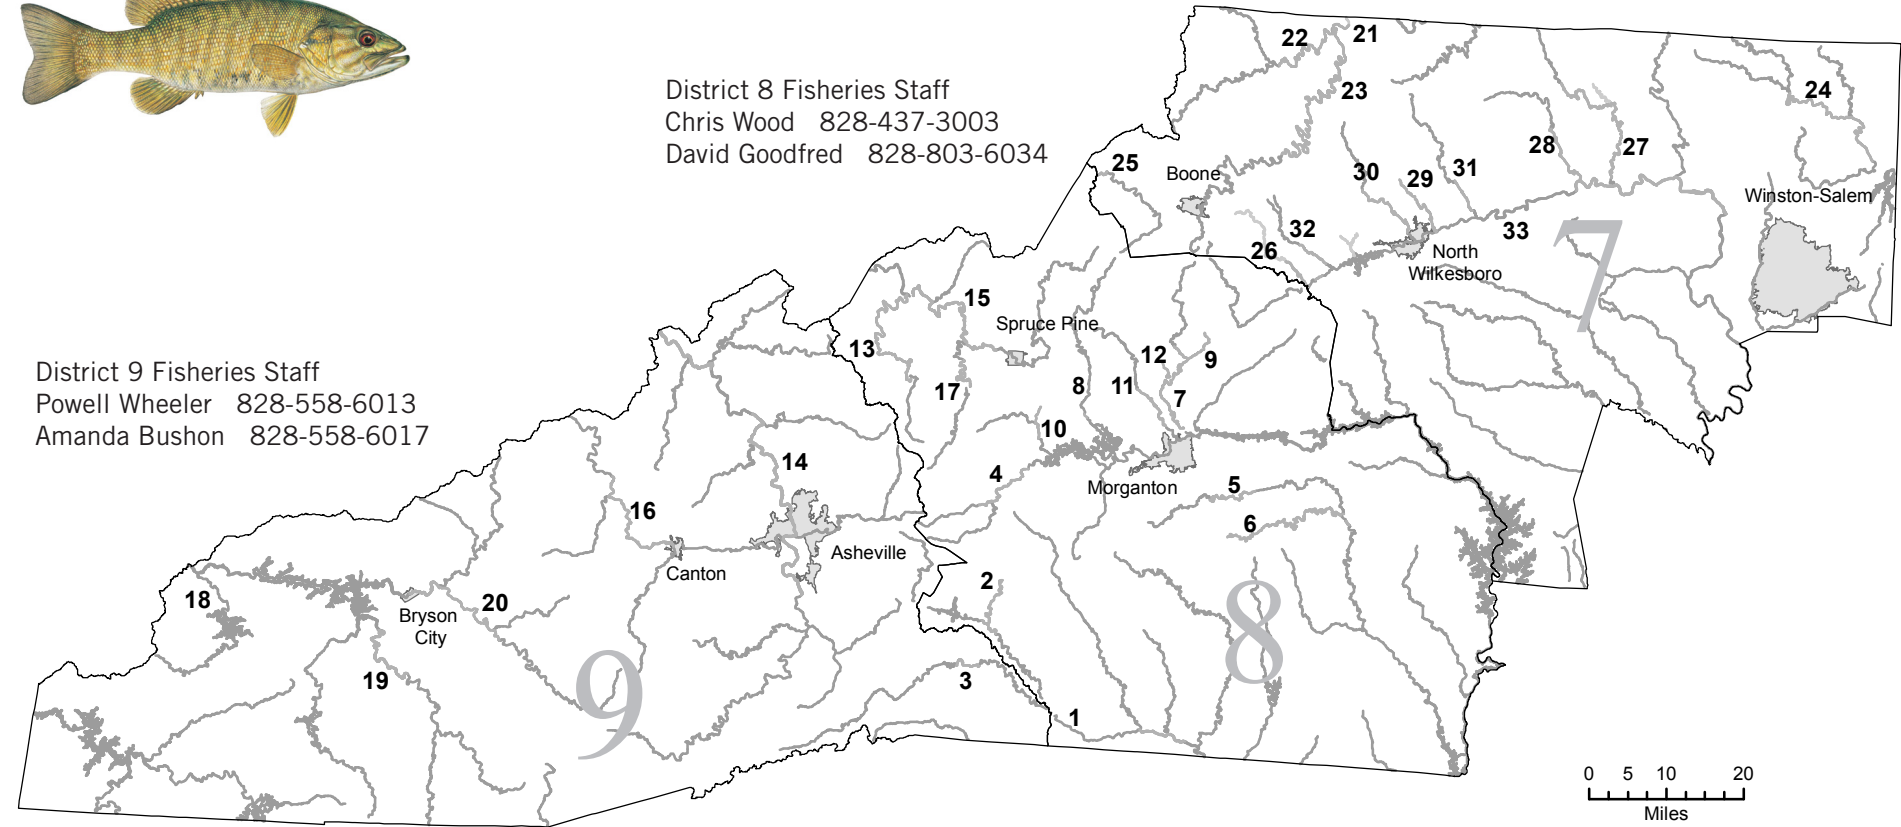 District 8 Fisheries Staff
Chris Wood 828-437-3003
David Goodfred 828-803-6034
District 9 Fisheries Staff
Powell Wheeler 828-558-6013
Amanda Bushon 828-558-6017
22
21
23
24
25
Boone
30
29
31
28
27
Winston-Salem
32
26
33
7
North
Wilkesboro
15
Spruce Pine
13
12
9
17
8
11
7
10
14
4
Morganton
5
16
6
Asheville
Canton
2
18
20
Bryson
City
8
19
9
3
1
0 5 10 20
Miles